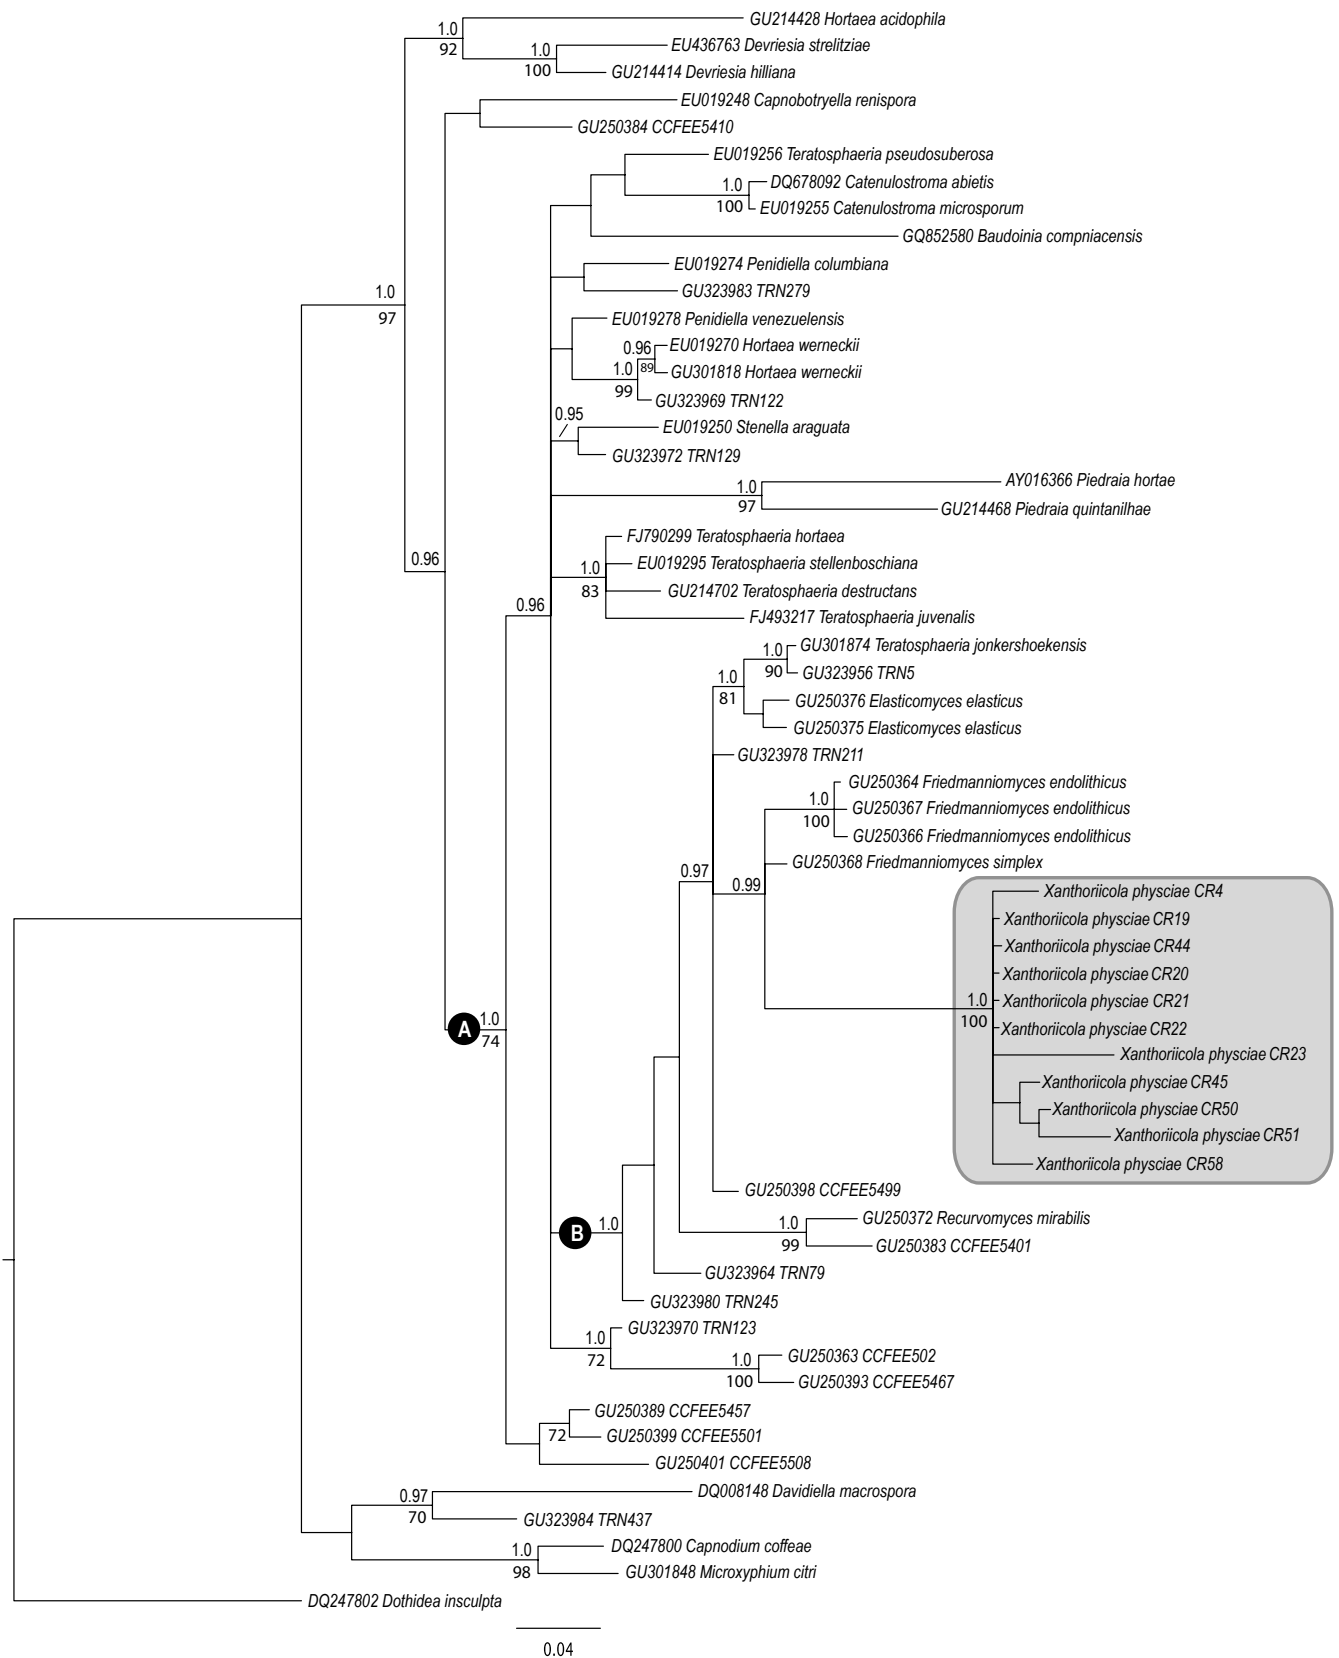 GU214428 Hortaea acidophila
1.0
92
EU436763 Devriesia strelitziae
1.0
100
GU214414 Devriesia hilliana
EU019248 Capnobotryella renispora
GU250384 CCFEE5410
EU019256 Teratosphaeria pseudosuberosa
1.0
100
DQ678092 Catenulostroma abietis
EU019255 Catenulostroma microsporum
GQ852580 Baudoinia compniacensis
EU019274 Penidiella columbiana
GU323983 TRN279
1.0
97
EU019278 Penidiella venezuelensis
0.96
89
EU019270 Hortaea werneckii
1.0
99
GU301818 Hortaea werneckii
GU323969 TRN122
0.95
EU019250 Stenella araguata
GU323972 TRN129
AY016366 Piedraia hortae
1.0
97
GU214468 Piedraia quintanilhae
FJ790299 Teratosphaeria hortaea
0.96
EU019295 Teratosphaeria stellenboschiana
1.0
83
GU214702 Teratosphaeria destructans
0.96
FJ493217 Teratosphaeria juvenalis
GU301874 Teratosphaeria jonkershoekensis
1.0
90
GU323956 TRN5
1.0
81
GU250376 Elasticomyces elasticus
GU250375 Elasticomyces elasticus
GU323978 TRN211
GU250364 Friedmanniomyces endolithicus
1.0
100
GU250367 Friedmanniomyces endolithicus
GU250366 Friedmanniomyces endolithicus
GU250368 Friedmanniomyces simplex
0.97
0.99
Xanthoriicola physciae CR4
Xanthoriicola physciae CR19
Xanthoriicola physciae CR44
Xanthoriicola physciae CR20
Xanthoriicola physciae CR21
1.0
100
Xanthoriicola physciae CR22
A
1.0
74
Xanthoriicola physciae CR23
Xanthoriicola physciae CR45
Xanthoriicola physciae CR50
Xanthoriicola physciae CR51
Xanthoriicola physciae CR58
GU250398 CCFEE5499
B
1.0
GU250372 Recurvomyces mirabilis
1.0
99
GU250383 CCFEE5401
GU323964 TRN79
GU323980 TRN245
GU323970 TRN123
1.0
72
GU250363 CCFEE502
1.0
100
GU250393 CCFEE5467
GU250389 CCFEE5457
72
GU250399 CCFEE5501
GU250401 CCFEE5508
DQ008148 Davidiella macrospora
0.97
70
GU323984 TRN437
DQ247800 Capnodium coffeae
1.0
98
GU301848 Microxyphium citri
DQ247802 Dothidea insculpta
0.04